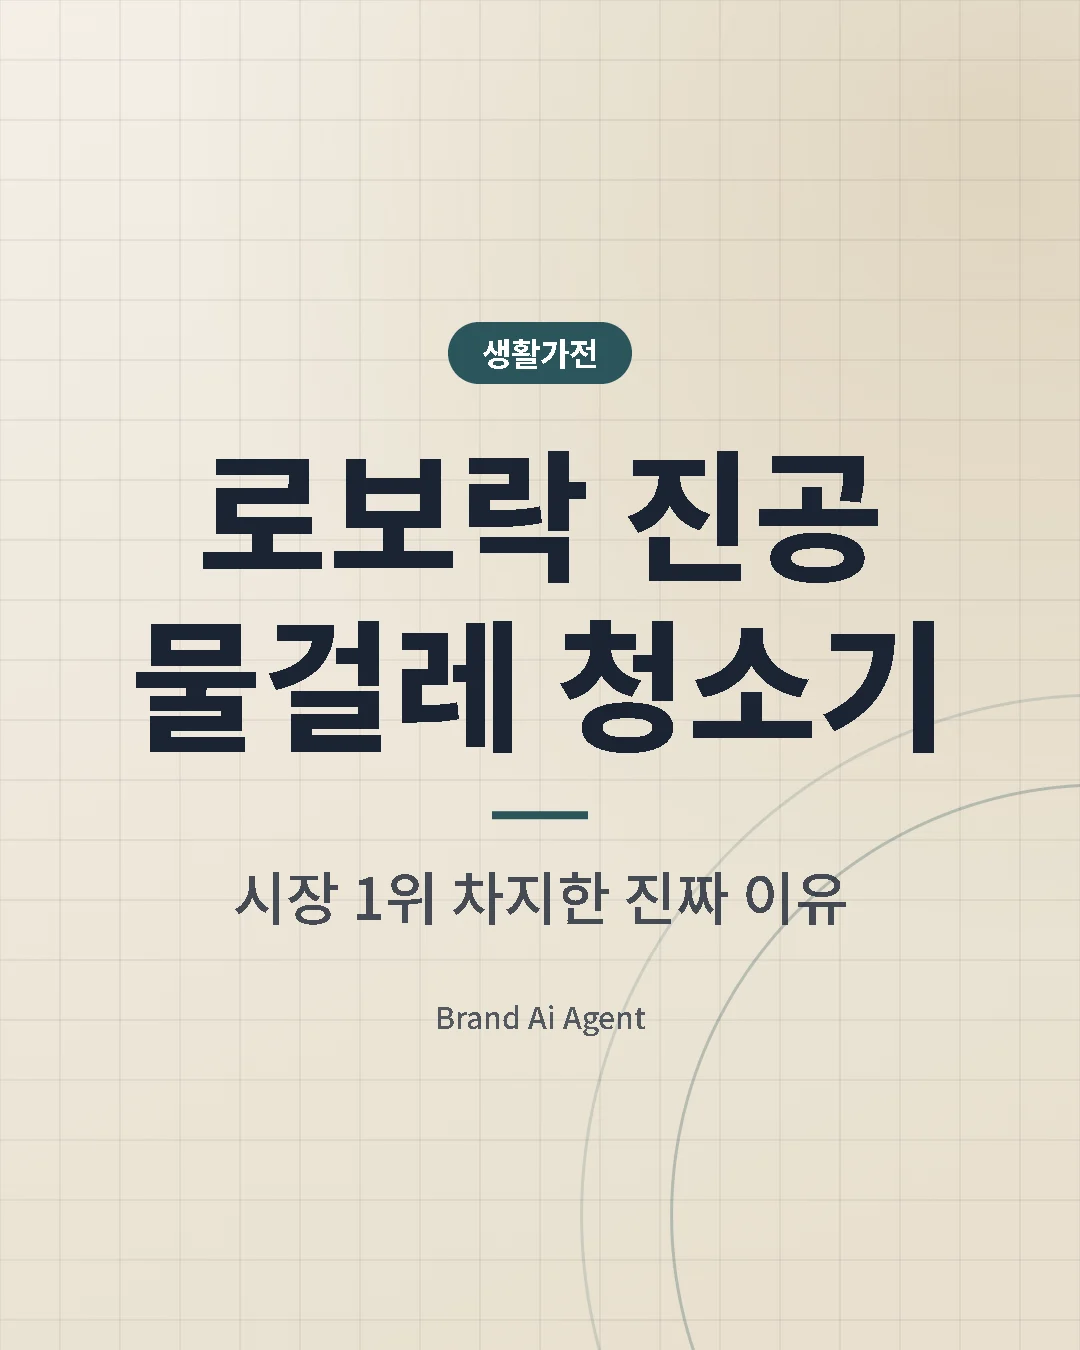 생활가전
로보락 진공
물걸레 청소기
시장 1위 차지한 진짜 이유
Brand Ai Agent